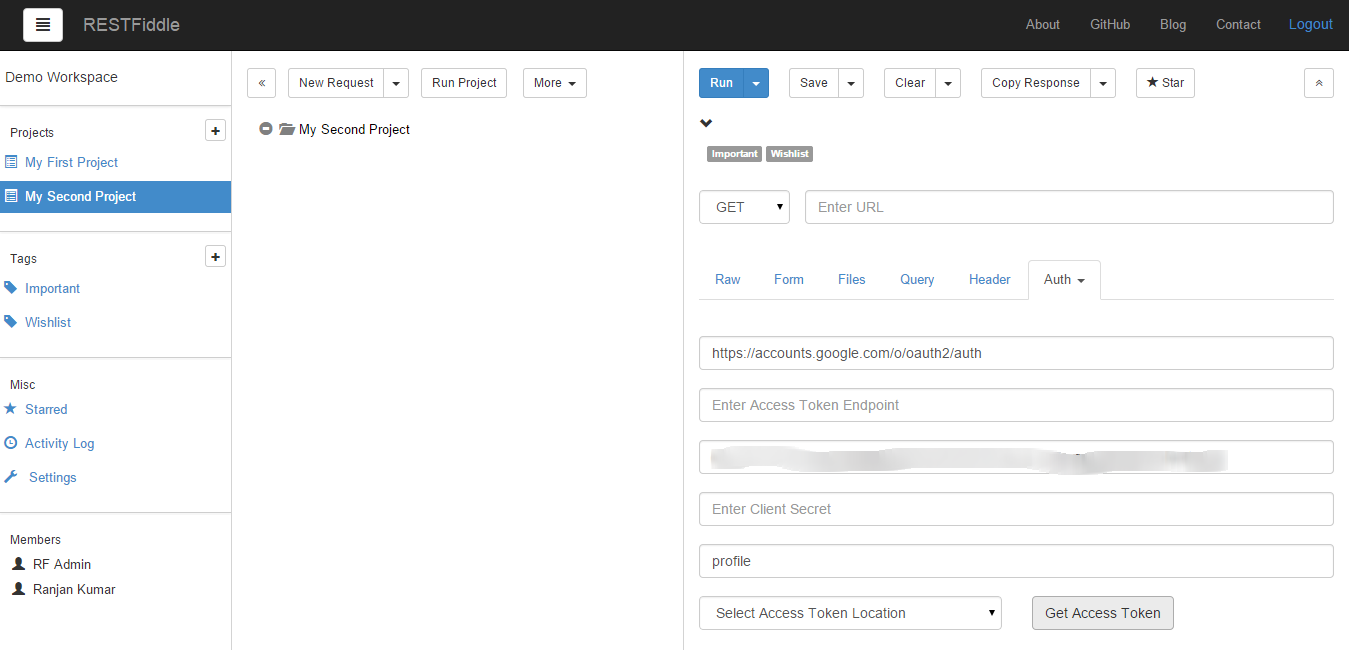 RESTFiddle
About GitHub Blog Contact Logout
Demo Workspace
Projects
My First Project
My Second Project
Tags
Important
Wishlist
Misc
Starred
Activity Log
Settings
Members
RF Admin
Ranjan Kumar
« New Request Run Project More
My Second Project
Run Save Clear Copy Response Star
Important Wishlist
GET Enter URL
Raw Form Files Query Header Auth
https://accounts.google.com/o/oauth2/auth
Enter Access Token Endpoint
Enter Client Secret
profile
Select Access Token Location Get Access Token